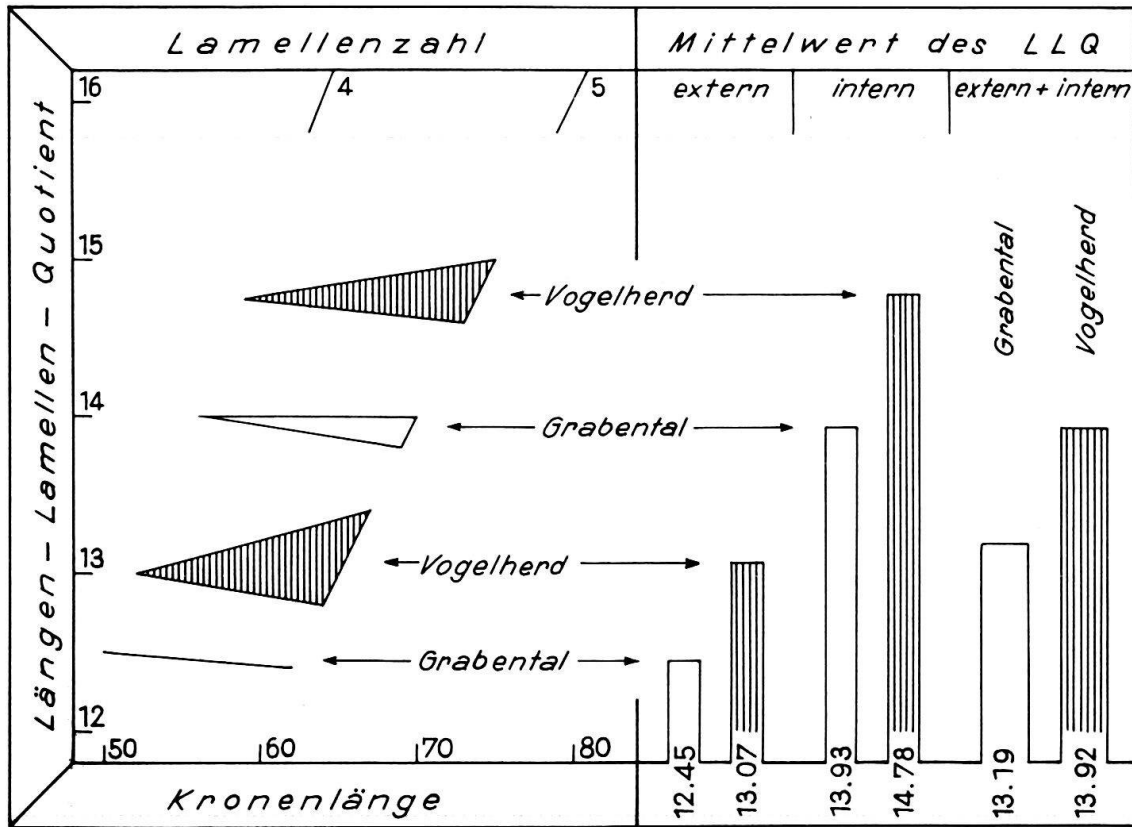 Lamellenzahl
Mittelwert des LLQ
4 5
extern intern extern + intern
Längen-Lamellen-Quotient
16
15
14
13
12
Vogelherd
Grabental
Vogelherd
Grabental
Grabental
Vogelherd
50 60 70 80
12.45 13.07 13.93 14.78 13.19 13.92
Kronenlänge